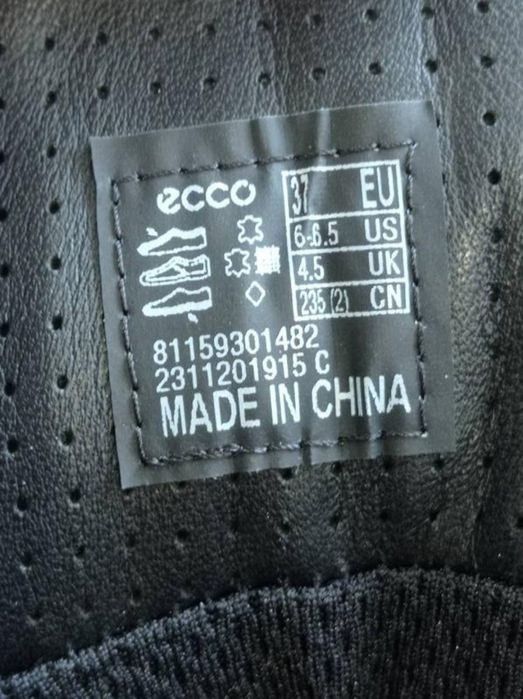 ecco
37 EU
6-6.5 US
4.5 UK
235 (2) CN
81159301482
2311201915 C
MADE IN CHINA